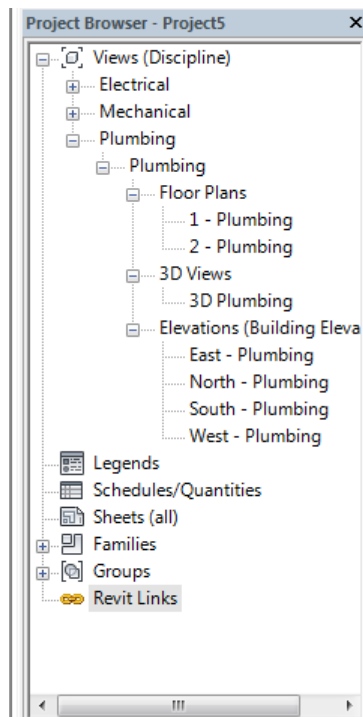 Project Browser - Project5
Views (Discipline)
Electrical
Mechanical
Plumbing
Plumbing
Floor Plans
1 - Plumbing
2 - Plumbing
3D Views
3D Plumbing
Elevations (Building Eleva
East - Plumbing
North - Plumbing
South - Plumbing
West - Plumbing
Legends
Schedules/Quantities
Sheets (all)
Families
Groups
Revit Links